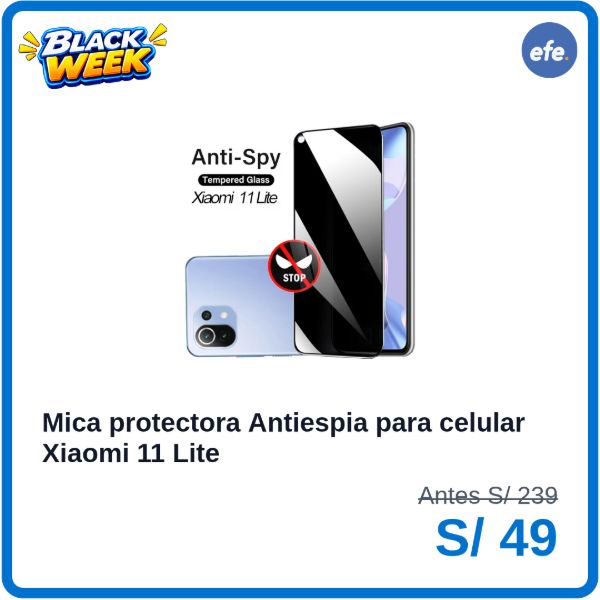 BLACK
WEEK
efe.
Anti-Spy
Tempered Glass
Xiaomi 11 Lite
STOP
Mica protectora Antiespia para celular
Xiaomi 11 Lite
Antes S/ 239
S/ 49